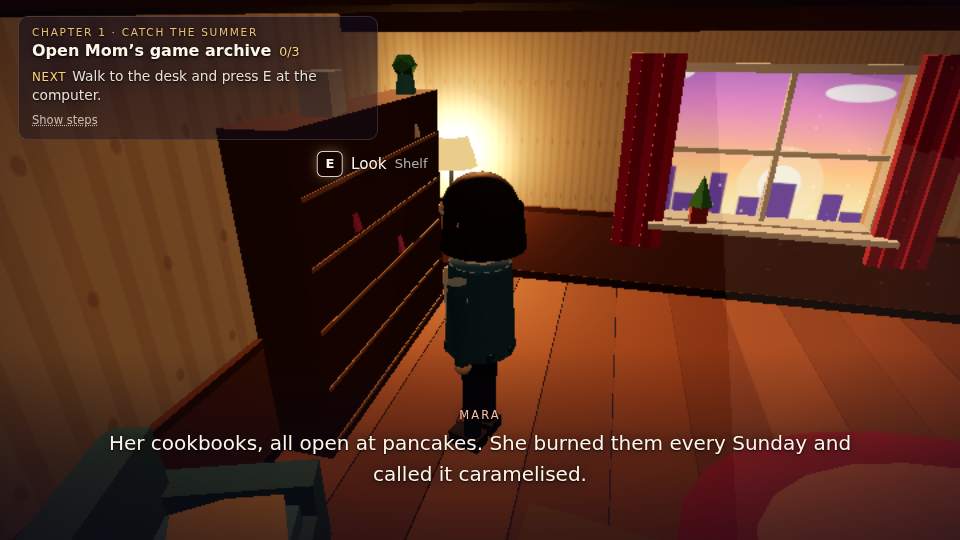 CHAPTER 1 · CATCH THE SUMMER
Open Mom’s game archive 0/3
NEXT Walk to the desk and press E at the
computer.
Show steps
E Look Shelf
MARA
Her cookbooks, all open at pancakes. She burned them every Sunday and
called it caramelised.